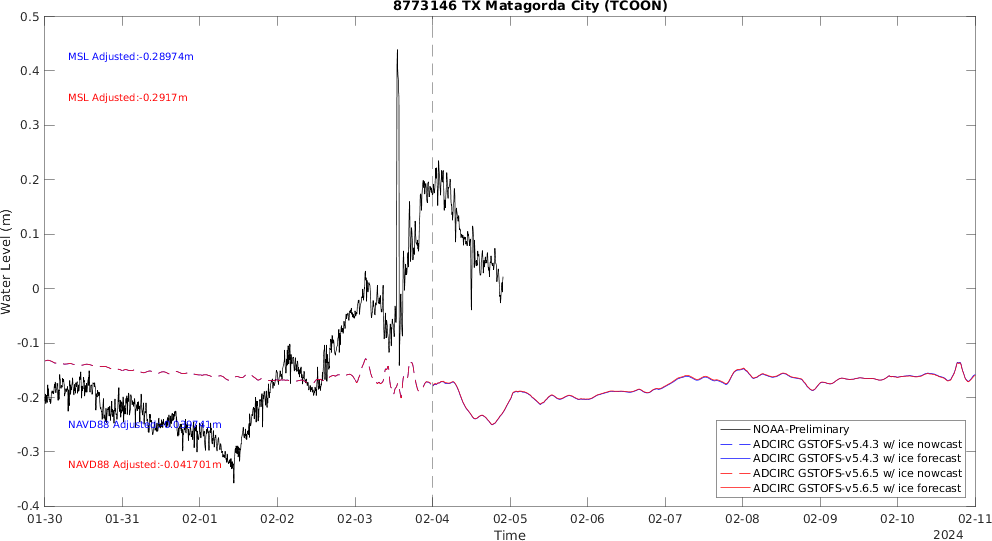 8773146 TX Matagorda City (TCOON)
0.5
0.4
0.3
0.2
0.1
0
-0.1
-0.2
-0.3
-0.4
Water Level (m)
MSL Adjusted:-0.28974m
MSL Adjusted:-0.2917m
NAVD88 Adjusted:
NAVD88 Adjusted:-0.041701m
NOAA-Preliminary
ADCIRC GSTOFS-v5.4.3 w/ ice nowcast
ADCIRC GSTOFS-v5.4.3 w/ ice forecast
ADCIRC GSTOFS-v5.6.5 w/ ice nowcast
ADCIRC GSTOFS-v5.6.5 w/ ice forecast
01-30 01-31 02-01 02-02 02-03 02-04 02-05 02-06 02-07 02-08 02-09 02-10 02-11
Time
2024